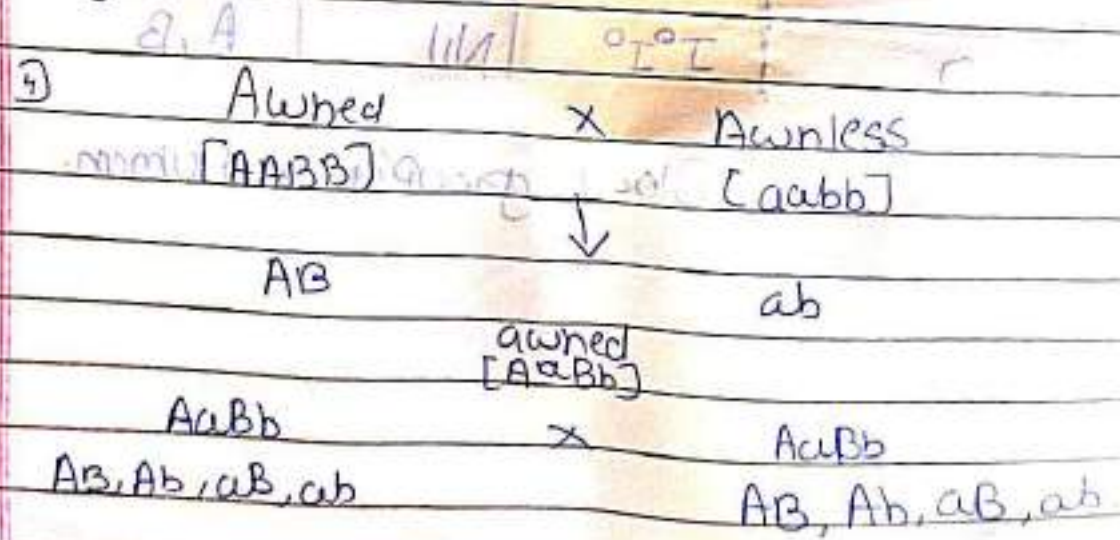 4) Awned × Awnless
[AABB] [aabb]
↓
AB ab
awned
[AaBb]
AaBb × AaBb
AB, Ab, aB, ab AB, Ab, aB, ab